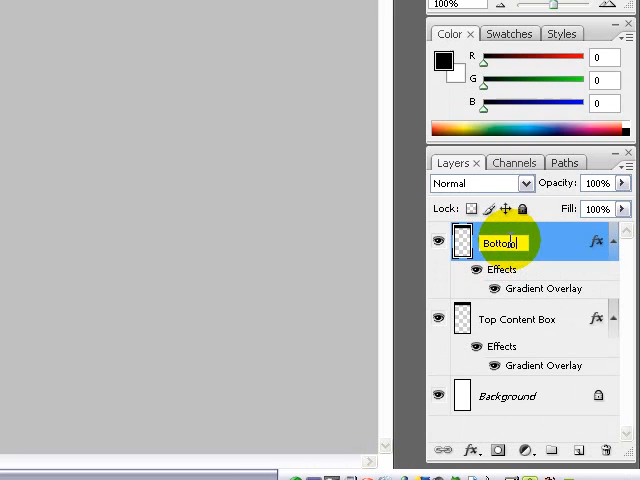 100%
Color × Swatches Styles
R 0
G 0
B 0
Layers × Channels Paths
Normal Opacity: 100%
Lock: Fill: 100%
Bottom fx
Effects
Gradient Overlay
Top Content Box fx
Effects
Gradient Overlay
Background
fx